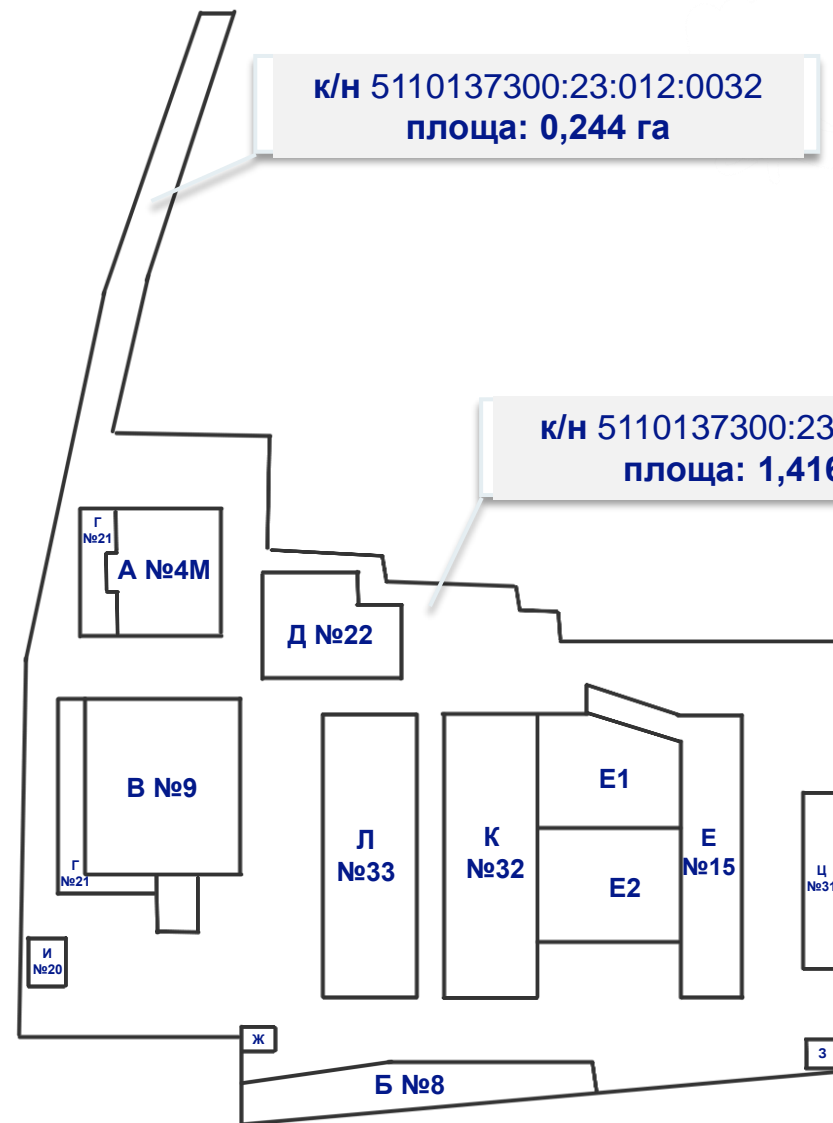 к/н 5110137300:23:012:0032
площа: 0,244 га
к/н 5110137300:23
площа: 1,416
Г
№21
А №4М
Д №22
В №9
Г
№21
Л
№33
К
№32
Е1
Е2
Е
№15
Ц
№31
И
№20
Ж
З
Б №8